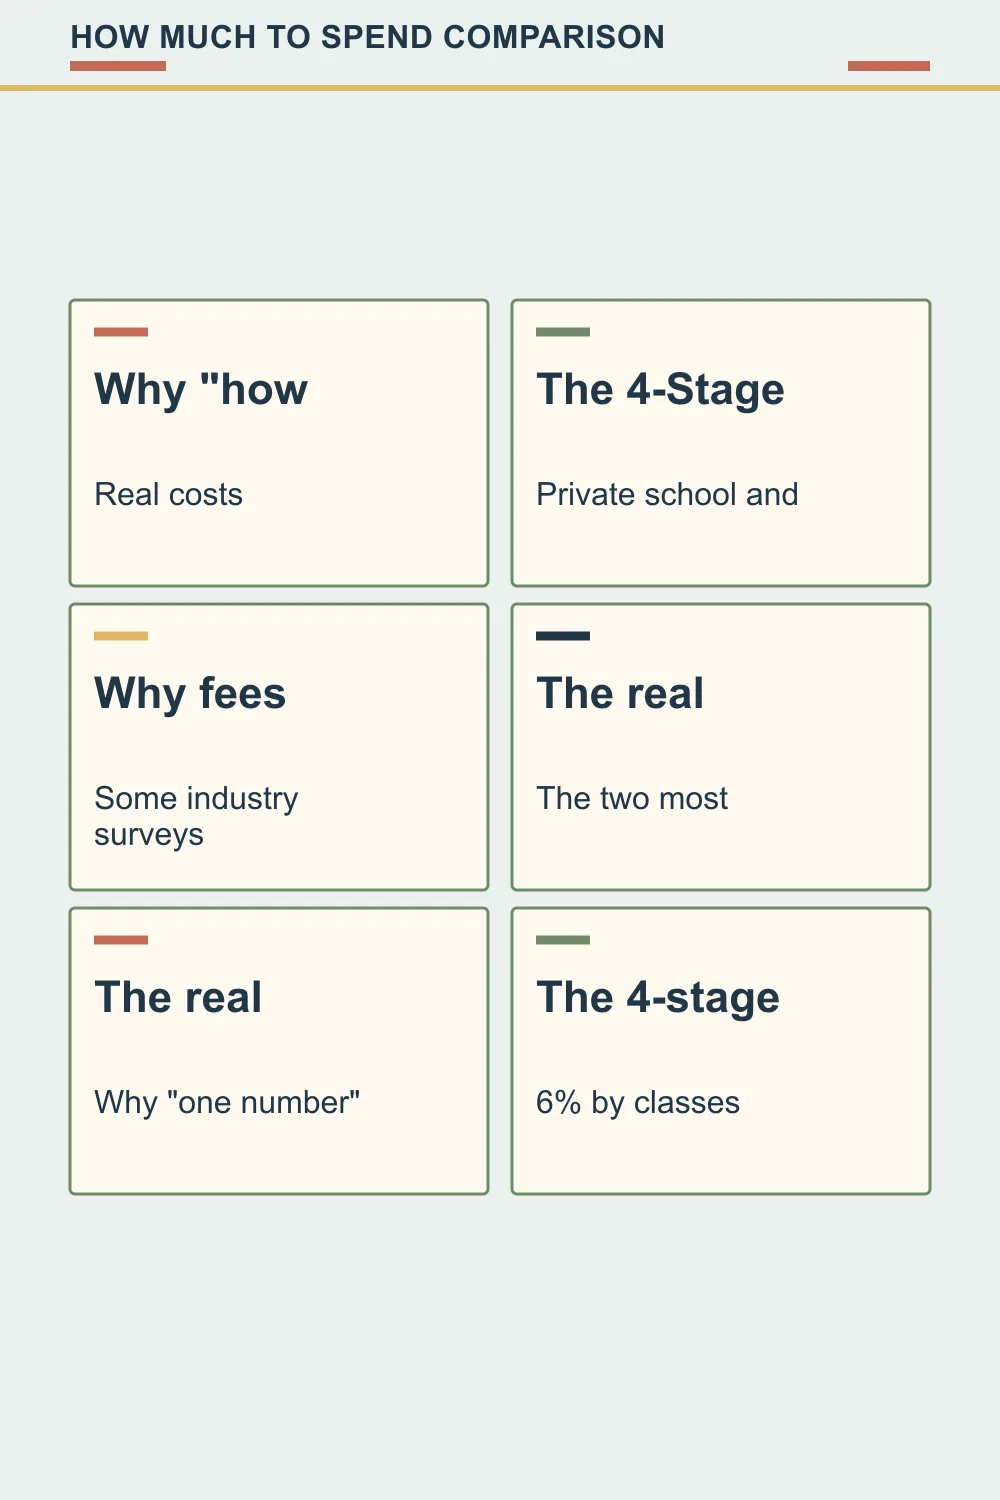 HOW MUCH TO SPEND COMPARISON
Why "how
Real costs
The 4-Stage
Private school and
Why fees
Some industry
surveys
The real
The two most
The real
Why "one number"
The 4-stage
6% by classes